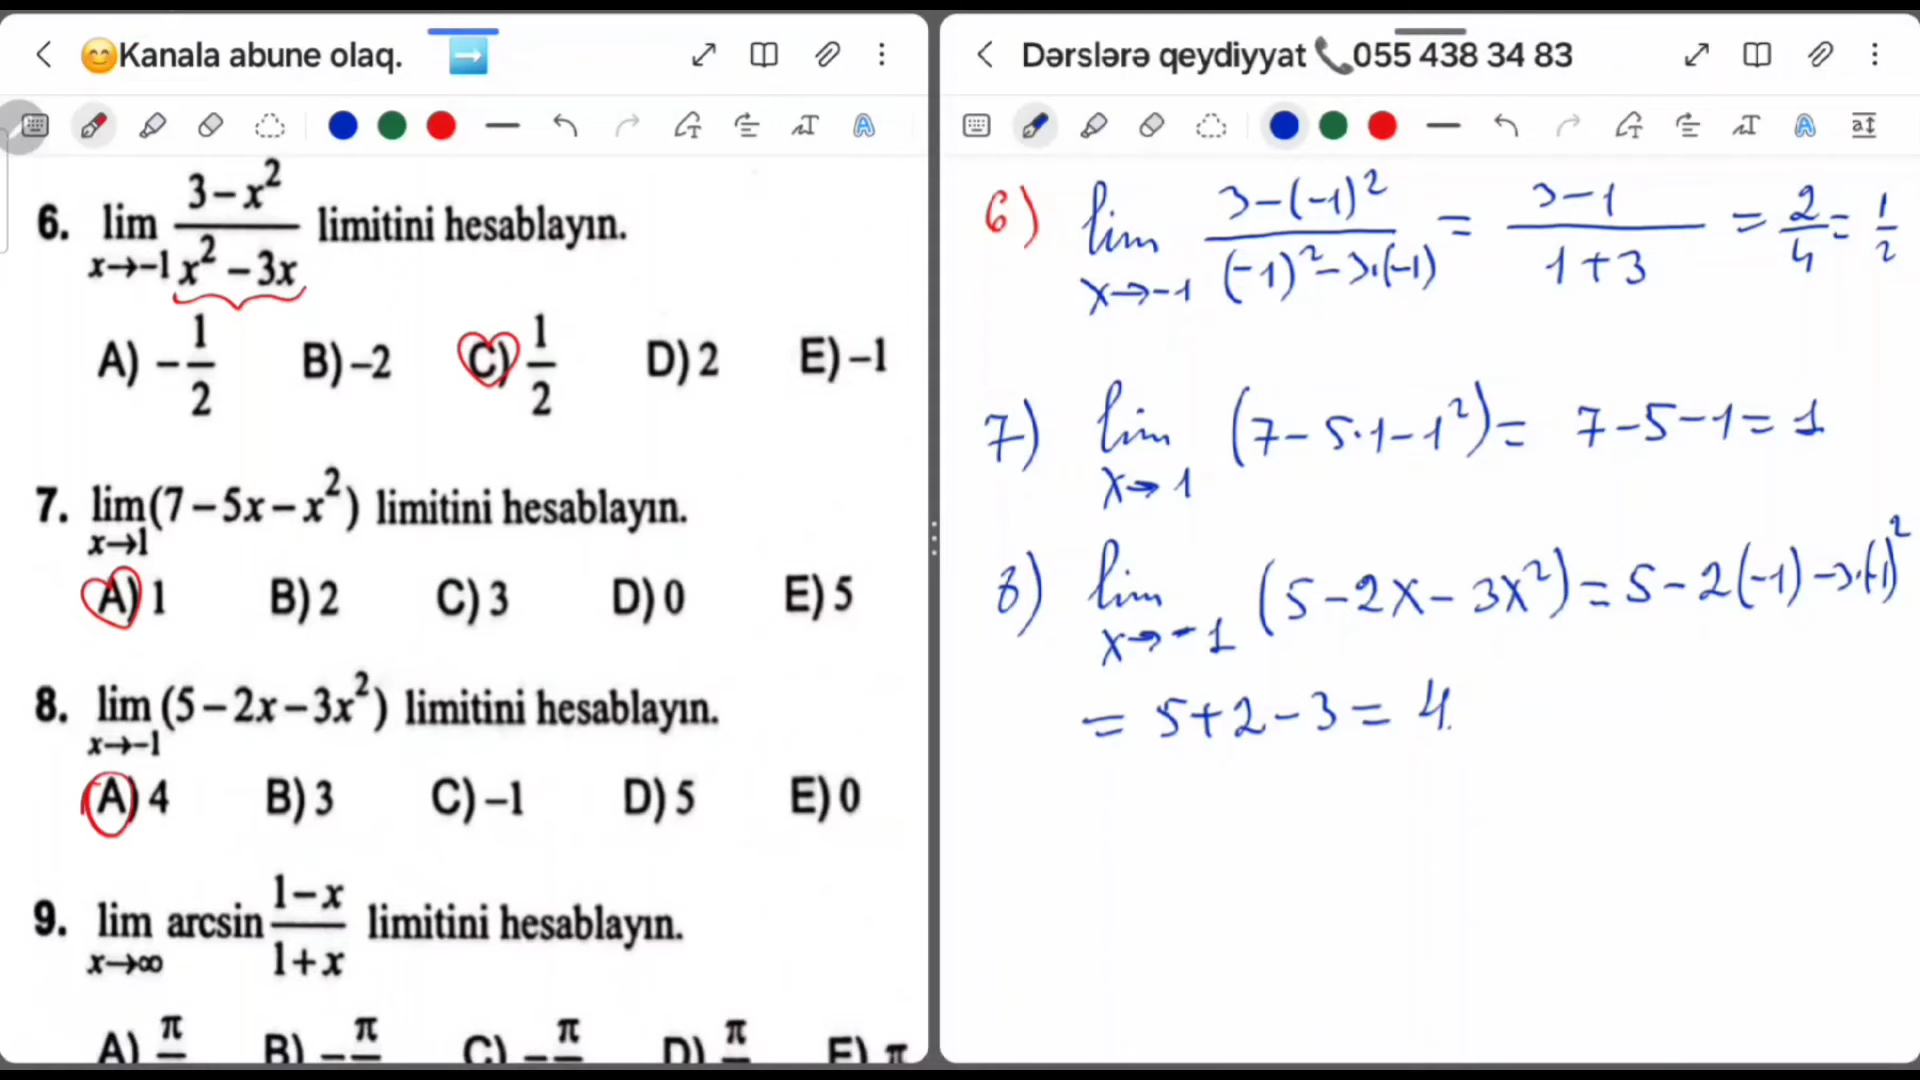 😊Kanala abune olaq. ➡️
6. lim x→−1 (3−x²)/(x²−3x) limitini hesablayın.
A) −1/2 B) −2 C) 1/2 D) 2 E) −1
7. lim x→1 (7−5x−x²) limitini hesablayın.
A) 1 B) 2 C) 3 D) 0 E) 5
8. lim x→−1 (5−2x−3x²) limitini hesablayın.
A) 4 B) 3 C) −1 D) 5 E) 0
9. lim x→∞ arcsin (1−x)/(1+x) limitini hesablayın.
A) π B) −π C) −π D) π E) π
Dərslərə qeydiyyat 📞055 438 34 83
6) lim x→−1 (3−(−1)²)/((−1)²−3·(−1)) = (3−1)/(1+3) = 2/4 = 1/2
7) lim x→1 (7−5·1−1²) = 7−5−1 = 1
8) lim x→−1 (5−2x−3x²) = 5−2(−1)−3·(−1)²
= 5+2−3 = 4.